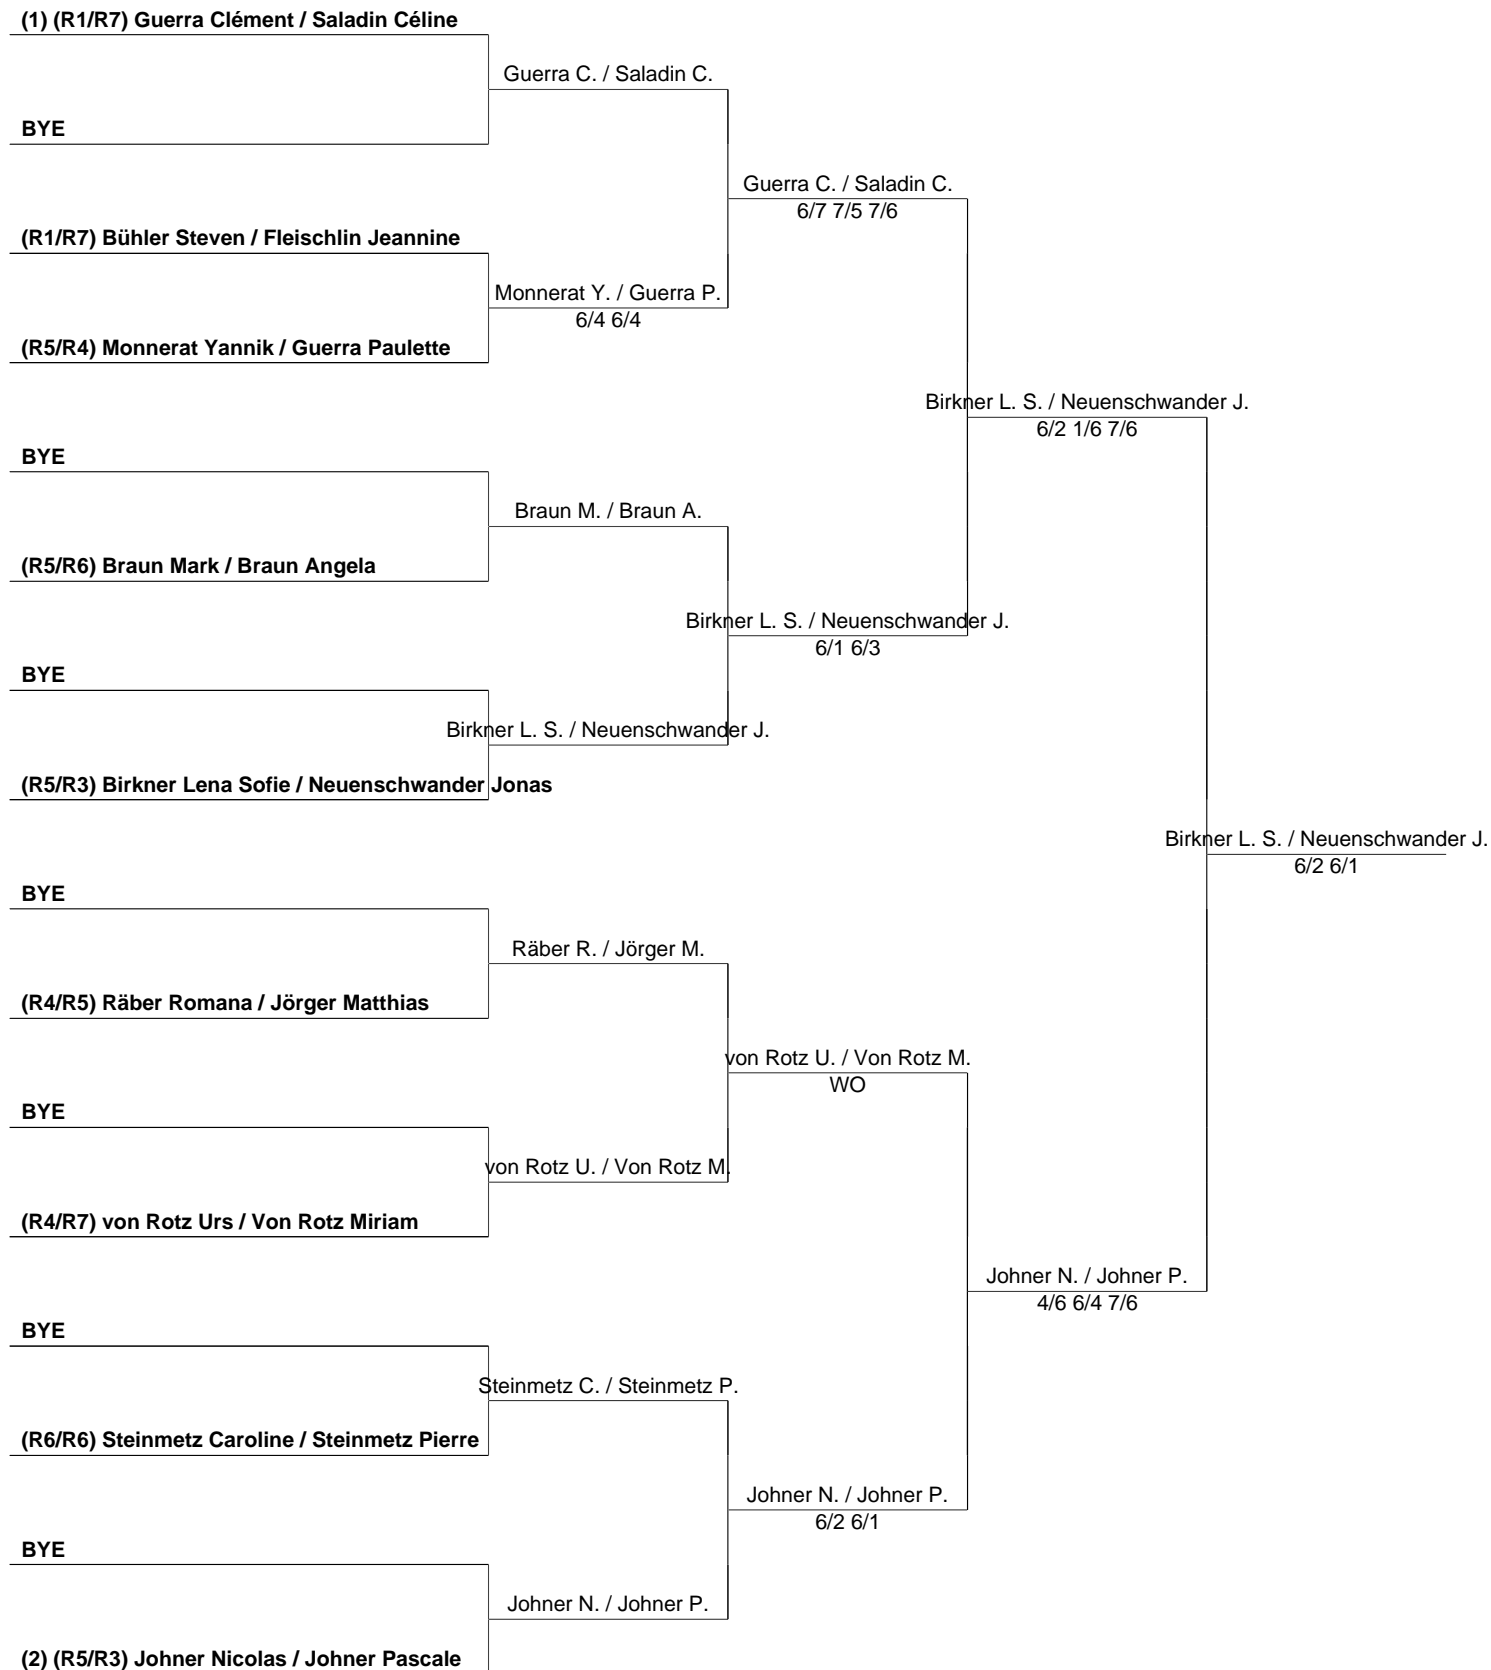 (1) (R1/R7) Guerra Clément / Saladin Céline
Guerra C. / Saladin C.
BYE
Guerra C. / Saladin C.
6/7 7/5 7/6
(R1/R7) Bühler Steven / Fleischlin Jeannine
Monnerat Y. / Guerra P.
6/4 6/4
(R5/R4) Monnerat Yannik / Guerra Paulette
Birkner L. S. / Neuenschwander J.
6/2 1/6 7/6
BYE
Braun M. / Braun A.
(R5/R6) Braun Mark / Braun Angela
Birkner L. S. / Neuenschwander J.
6/1 6/3
BYE
Birkner L. S. / Neuenschwander J.
(R5/R3) Birkner Lena Sofie / Neuenschwander Jonas
Birkner L. S. / Neuenschwander J.
6/2 6/1
BYE
Räber R. / Jörger M.
(R4/R5) Räber Romana / Jörger Matthias
von Rotz U. / Von Rotz M.
WO
BYE
von Rotz U. / Von Rotz M.
(R4/R7) von Rotz Urs / Von Rotz Miriam
Johner N. / Johner P.
4/6 6/4 7/6
BYE
Steinmetz C. / Steinmetz P.
(R6/R6) Steinmetz Caroline / Steinmetz Pierre
Johner N. / Johner P.
6/2 6/1
BYE
Johner N. / Johner P.
(2) (R5/R3) Johner Nicolas / Johner Pascale